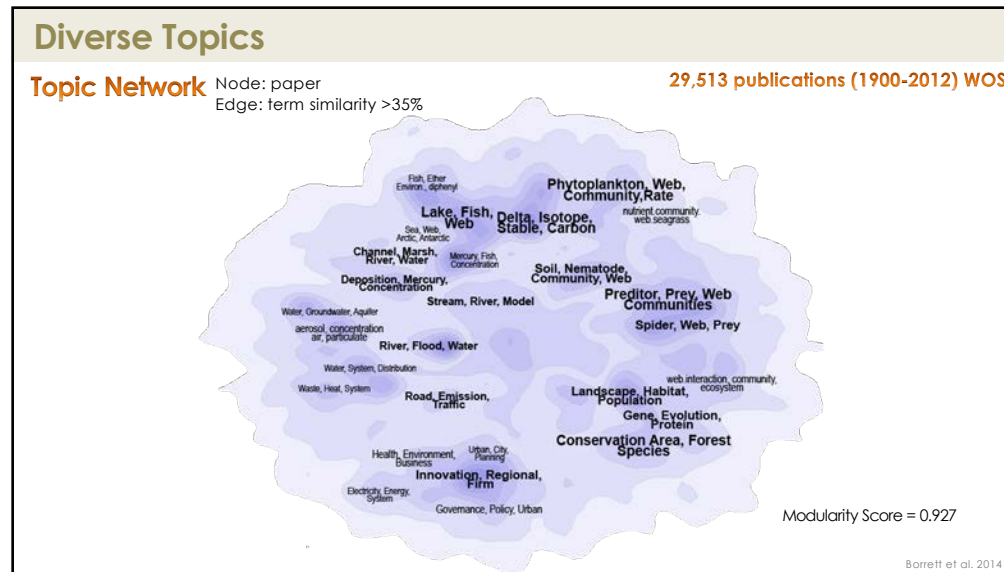 Diverse Topics
Topic Network
Node: paper
Edge: term similarity >35%
29,513 publications (1900-2012) WOS
Fish, Ether
Environ., diphenyl
Phytoplankton, Web,
Community,Rate
nutrient.community.
web.seagrass
Lake, Fish,
Web
Delta, Isotope,
Stable, Carbon
Sea, Web,
Arctic, Antarctic
Channel, Marsh,
River, Water
Mercury, Fish,
Concentration
Soil, Nematode,
Community, Web
Deposition, Mercury,
Concentration
Stream, River, Model
Preditor, Prey, Web
Communities
Spider, Web, Prey
Water, Groundwater, Aquifer
aerosol, concentration
air, particulate
River, Flood, Water
Water, System, Distribution
Waste, Heat, System
Road, Emission,
Traffic
web.interaction, community,
ecosystem
Landscape, Habitat,
Population
Gene, Evolution,
Protein
Conservation Area, Forest
Species
Health, Environment,
Business
Urban, City,
Planning
Innovation, Regional,
Firm
Electricity, Energy,
System
Governance, Policy, Urban
Modularity Score = 0.927
Borrett et al. 2014